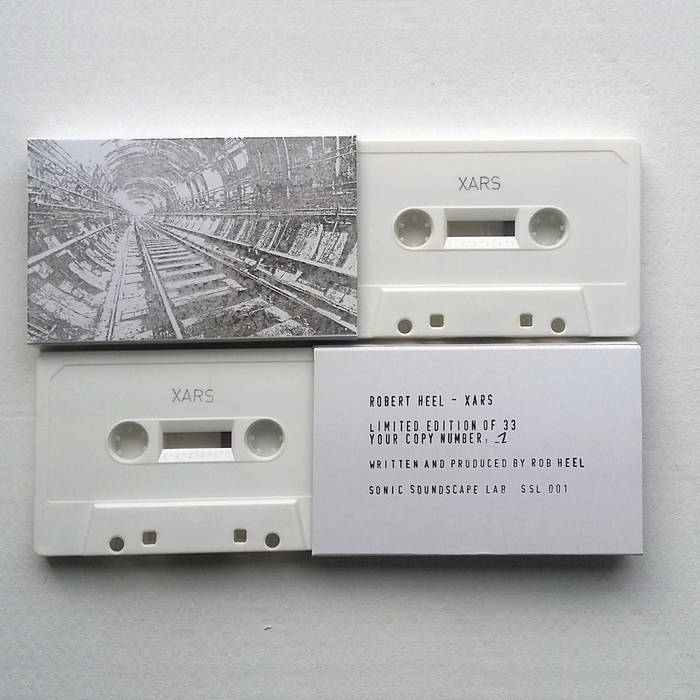 XARS
XARS
ROBERT HEEL - XARS
LIMITED EDITION OF 33
YOUR COPY NUMBER: 1
WRITTEN AND PRODUCED BY ROB HEEL
SONIC SOUNDSCAPE LAB SSL 001